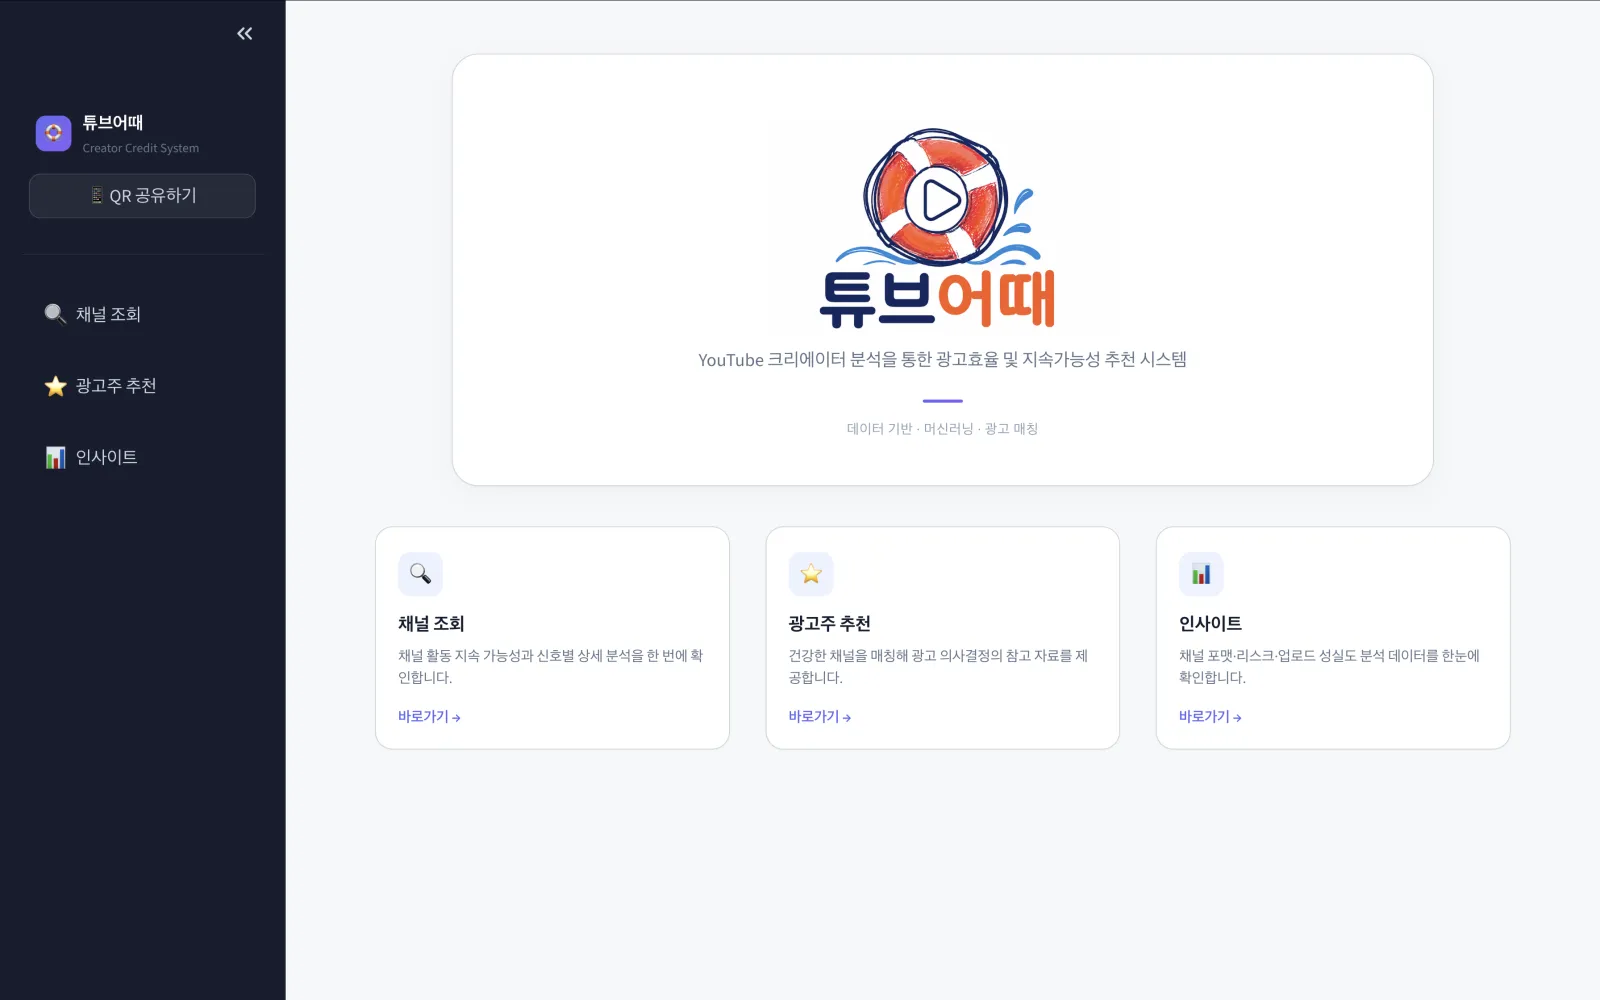 튜브어때
Creator Credit System
QR 공유하기
채널 조회
광고주 추천
인사이트
튜브어때
YouTube 크리에이터 분석을 통한 광고효율 및 지속가능성 추천 시스템
데이터 기반 · 머신러닝 · 광고 매칭
채널 조회
채널 활동 지속 가능성과 신호별 상세 분석을 한 번에 확
인합니다.
바로가기 →
광고주 추천
건강한 채널을 매칭해 광고 의사결정의 참고 자료를 제
공합니다.
바로가기 →
인사이트
채널 포맷·리스크·업로드 성실도 분석 데이터를 한눈에
확인합니다.
바로가기 →